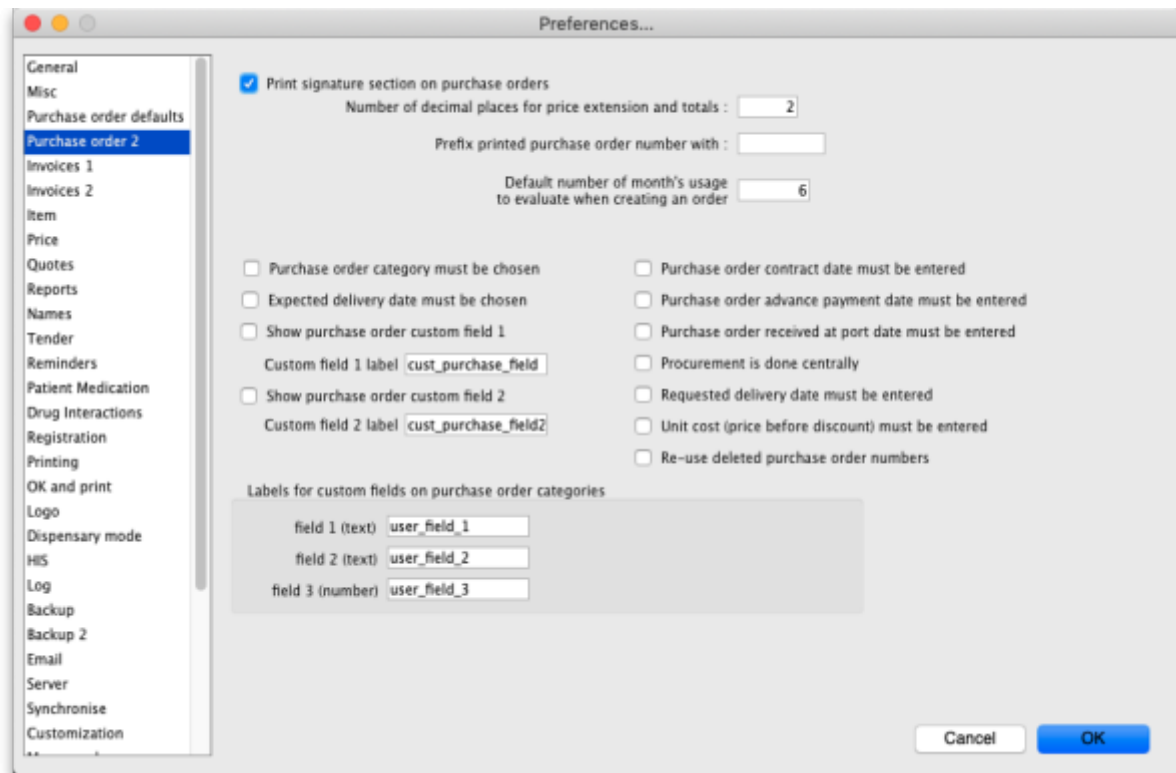 Preferences...
General
Misc
Purchase order defaults
Purchase order 2
Invoices 1
Invoices 2
Item
Price
Quotes
Reports
Names
Tender
Reminders
Patient Medication
Drug Interactions
Registration
Printing
OK and print
Logo
Dispensary mode
HIS
Log
Backup
Backup 2
Email
Server
Synchronise
Customization
Print signature section on purchase orders
Number of decimal places for price extension and totals : 2
Prefix printed purchase order number with :
Default number of month's usage
to evaluate when creating an order 6
Purchase order category must be chosen
Expected delivery date must be chosen
Show purchase order custom field 1
Custom field 1 label cust_purchase_field
Show purchase order custom field 2
Custom field 2 label cust_purchase_field2
Purchase order contract date must be entered
Purchase order advance payment date must be entered
Purchase order received at port date must be entered
Procurement is done centrally
Requested delivery date must be entered
Unit cost (price before discount) must be entered
Re-use deleted purchase order numbers
Labels for custom fields on purchase order categories
field 1 (text) user_field_1
field 2 (text) user_field_2
field 3 (number) user_field_3
Cancel
OK